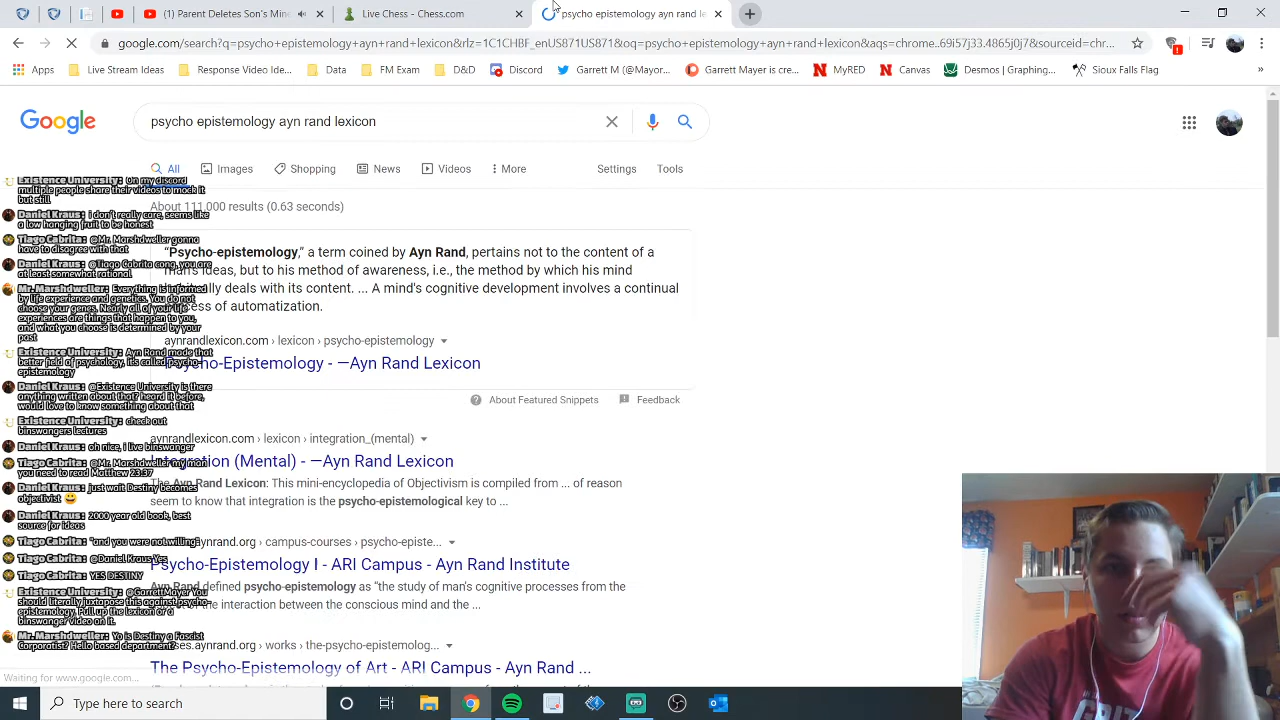 Parent Epistetes Son's Mine
Live Chess - Chess.com
psycho epistemology ayn rand le
google.com/search?q=psycho+epistemology+ayn+rand+lexicon&rlz=1C1CHBF_enUS871US871&oq=psycho+epistemology+ayn+rand+lexicon&aqs=chrome..69i57j33.4865j0j7&sourceid=chr...
Apps Live Stream Ideas Response Video Ide... Data FM Exam D&D Discord Garrett M (@Mayor... Garrett Mayer is cre... MyRED Canvas Desmos | Graphing... Sioux Falls Flag »
Google psycho epistemology ayn rand lexicon
All Images Shopping News Videos More Settings Tools
About 111,000 results (0.63 seconds)
“Psycho-epistemology,” a term coined by Ayn Rand, pertains not to the content of a
man's ideas, but to his method of awareness, i.e., the method by which his mind
deals with its content. ... A mind's cognitive development involves a continual
of automatization.
aynrandlexicon.com › lexicon › psycho-epistemology
Psycho-Epistemology - —Ayn Rand Lexicon
About Featured Snippets Feedback
aynrandlexicon.com › lexicon › integration_(mental)
Integration (Mental) - —Ayn Rand Lexicon
The Ayn Rand Lexicon: This mini-encyclopedia of Objectivism is compiled from ... of reason
seem to know that integration is the psycho-epistemological key to ...
aynrand.org › campus-courses › psycho-episte...
Psycho-Epistemology I - ARI Campus - Ayn Rand Institute
Ayn Rand defined psycho-epistemology as “the study of man's cognitive processes from the
the interaction between the conscious mind and the ...
aynrand.org › works › the-psycho-epistemolog...
The Psycho-Epistemology of Art - ARI Campus - Ayn Rand ...
Existence University: On my discord
multiple people share their videos to mock it
but still
Daniel Kraus: i don't really care, seems like
a low hanging fruit to be honest
Tiago Cabrita: @Mr. Marshdweller gonna
have to disagree with that
Daniel Kraus: @Tiago Cabrita cong, you are
at least somewhat rational
Mr. Marshdweller: Everything is informed
by life experience and genetics. You do not
choose your genes. Nearly all of your life
experiences are things that happen to you,
and what you choose is determined by your
past
Existence University: Ayn Rand made that
better field of psychology, it's called psycho-
epistemology
Daniel Kraus: @Existence University is there
anything written about that? heard it before,
would love to know something about that
Existence University: check out
binswangers lectures
Daniel Kraus: oh nice, i live binswanger
Tiago Cabrita: @Mr. Marshdweller my man
you need to read Matthew 23:37
Daniel Kraus: just wait Destiny becomes
objectivist
Daniel Kraus: 2000 year old book, best
source for ideas
Tiago Cabrita: "and you were not willing"
Tiago Cabrita: @Daniel Kraus Yes
Tiago Cabrita: YES DESTINY
Existence University: @GarrettMayer You
should literally juxtapose this against psycho-
epistemology. Pull up the lexicon or a
binswanger video on it.
Mr. Marshdweller: Yo is Destiny a Fascist
Corporatist? Hello based department?
Waiting for www.google.com...
Type here to search